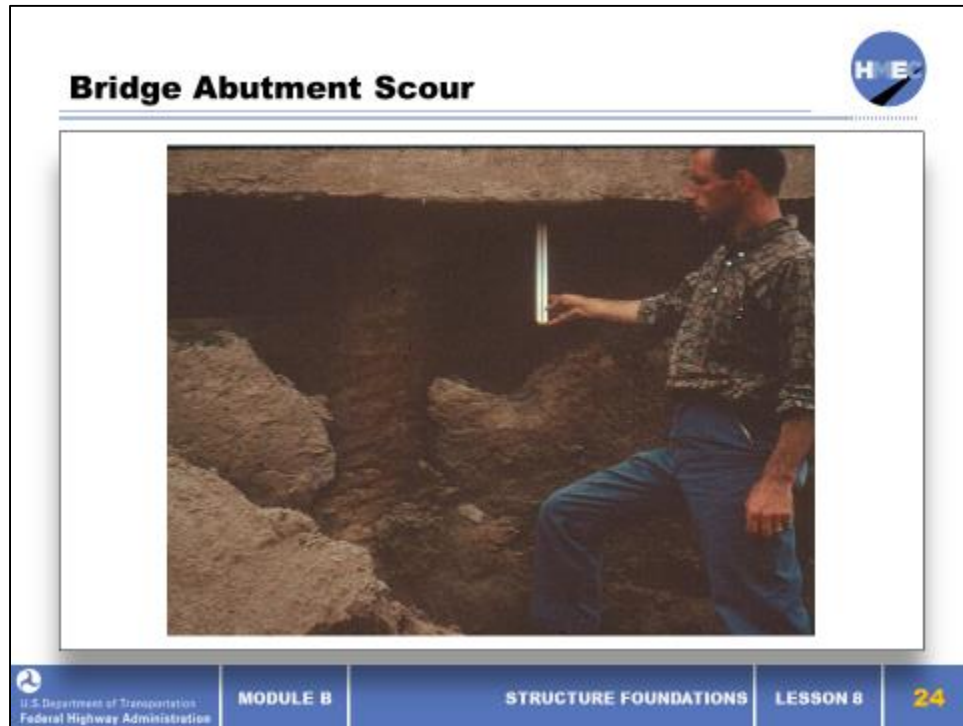 Bridge Abutment Scour
HMEC
U.S. Department of Transportation
Federal Highway Administration
MODULE B
STRUCTURE FOUNDATIONS
LESSON 8
24